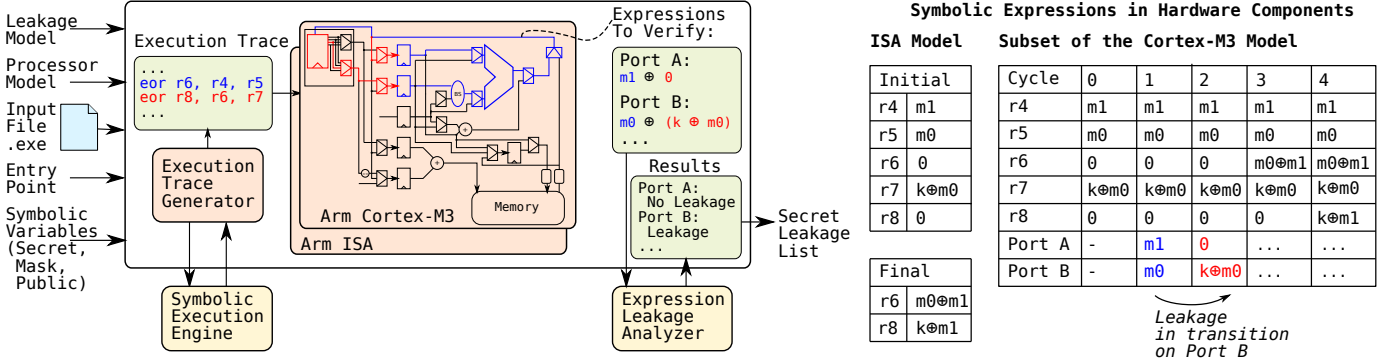 Leakage
Model
Processor
Model
Input
File
.exe
Entry
Point
Symbolic
Variables
(Secret,
Mask,
Public)
Execution Trace
...
eor r6, r4, r5
eor r8, r6, r7
...
Execution
Trace
Generator
Symbolic
Execution
Engine
BS
+
+
Memory
Arm Cortex-M3
Arm ISA
Expressions
To Verify:
Port A:
m1 ⊕ 0
Port B:
m0 ⊕ (k ⊕ m0)
...
Results
Port A:
No Leakage
Port B:
Leakage
...
Expression
Leakage
Analyzer
Secret
Leakage
List
Symbolic Expressions in Hardware Components
ISA Model
Initial
r4 m1
r5 m0
r6 0
r7 k⊕m0
r8 0
Final
r6 m0⊕m1
r8 k⊕m1
Subset of the Cortex-M3 Model
Cycle 0 1 2 3 4
r4 m1 m1 m1 m1 m1
r5 m0 m0 m0 m0 m0
r6 0 0 0 m0⊕m1 m0⊕m1
r7 k⊕m0 k⊕m0 k⊕m0 k⊕m0 k⊕m0
r8 0 0 0 0 k⊕m1
Port A - m1 0 ... ...
Port B - m0 k⊕m0 ... ...
Leakage
in transition
on Port B